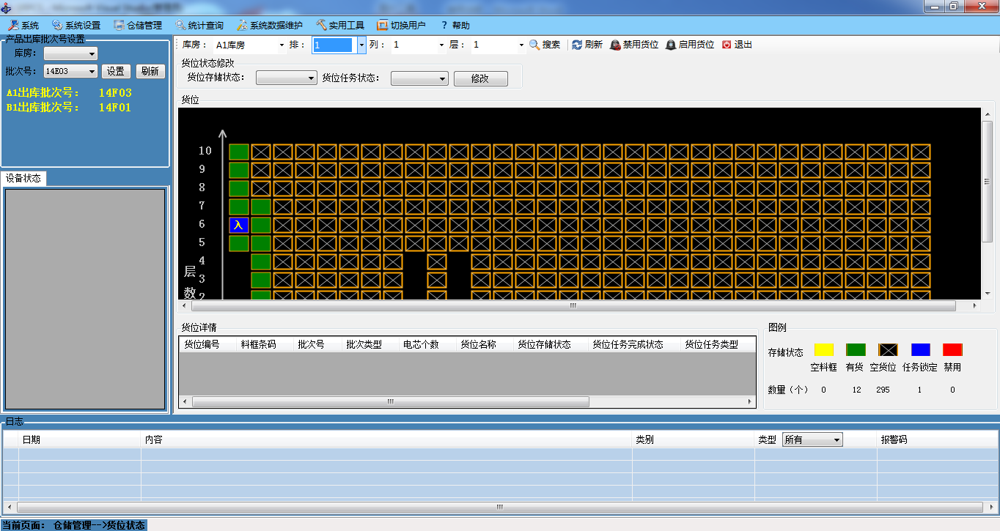 系统 系统设置 仓储管理 统计查询 系统数据维护 实用工具 切换用户 ? 帮助
产品出库批次号设置
库房：
批次号： 14E03 设置 刷新
A1出库批次号： 14F03
B1出库批次号： 14F01
设备状态
库房： A1库房 排： 1 列： 1 层： 1 搜索 刷新 禁用货位 启用货位 退出
货位状态修改
货位存储状态： 货位任务状态： 修改
货位
10
9
8
7
6 入
5
4
层 3
数 2
货位详情
货位编号 料框条码 批次号 批次类型 电芯个数 货位名称 货位存储状态 货位任务完成状态 货位任务类型
图例
存储状态
空料框 有货 空货位 任务锁定 禁用
数量（个） 0 12 295 1 0
日志
日期 内容 类别 类型 所有 报警码
当前页面： 仓储管理-->货位状态